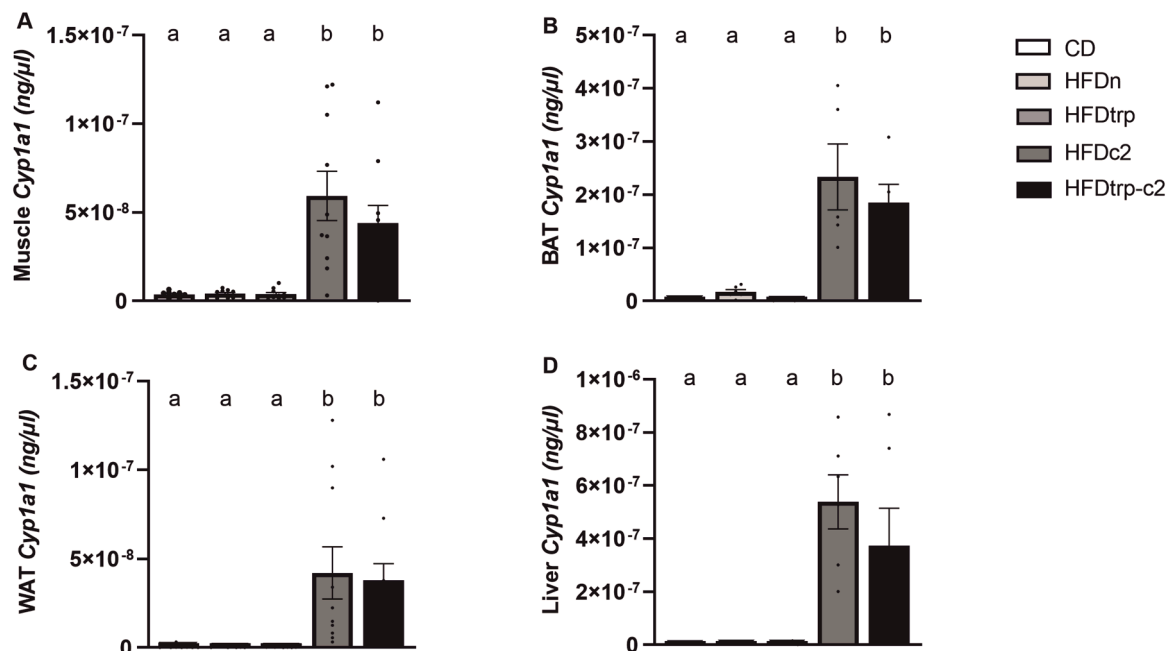 A
Muscle Cyp1a1 (ng/µl)
1.5×10⁻⁷
1×10⁻⁷
5×10⁻⁸
0
a a a b b
B
BAT Cyp1a1 (ng/µl)
5×10⁻⁷
4×10⁻⁷
3×10⁻⁷
2×10⁻⁷
1×10⁻⁷
0
a a a b b
CD
HFDn
HFDtrp
HFDc2
HFDtrp-c2
C
WAT Cyp1a1 (ng/µl)
1.5×10⁻⁷
1×10⁻⁷
5×10⁻⁸
0
a a a b b
D
Liver Cyp1a1 (ng/µl)
1×10⁻⁶
8×10⁻⁷
6×10⁻⁷
4×10⁻⁷
2×10⁻⁷
0
a a a b b